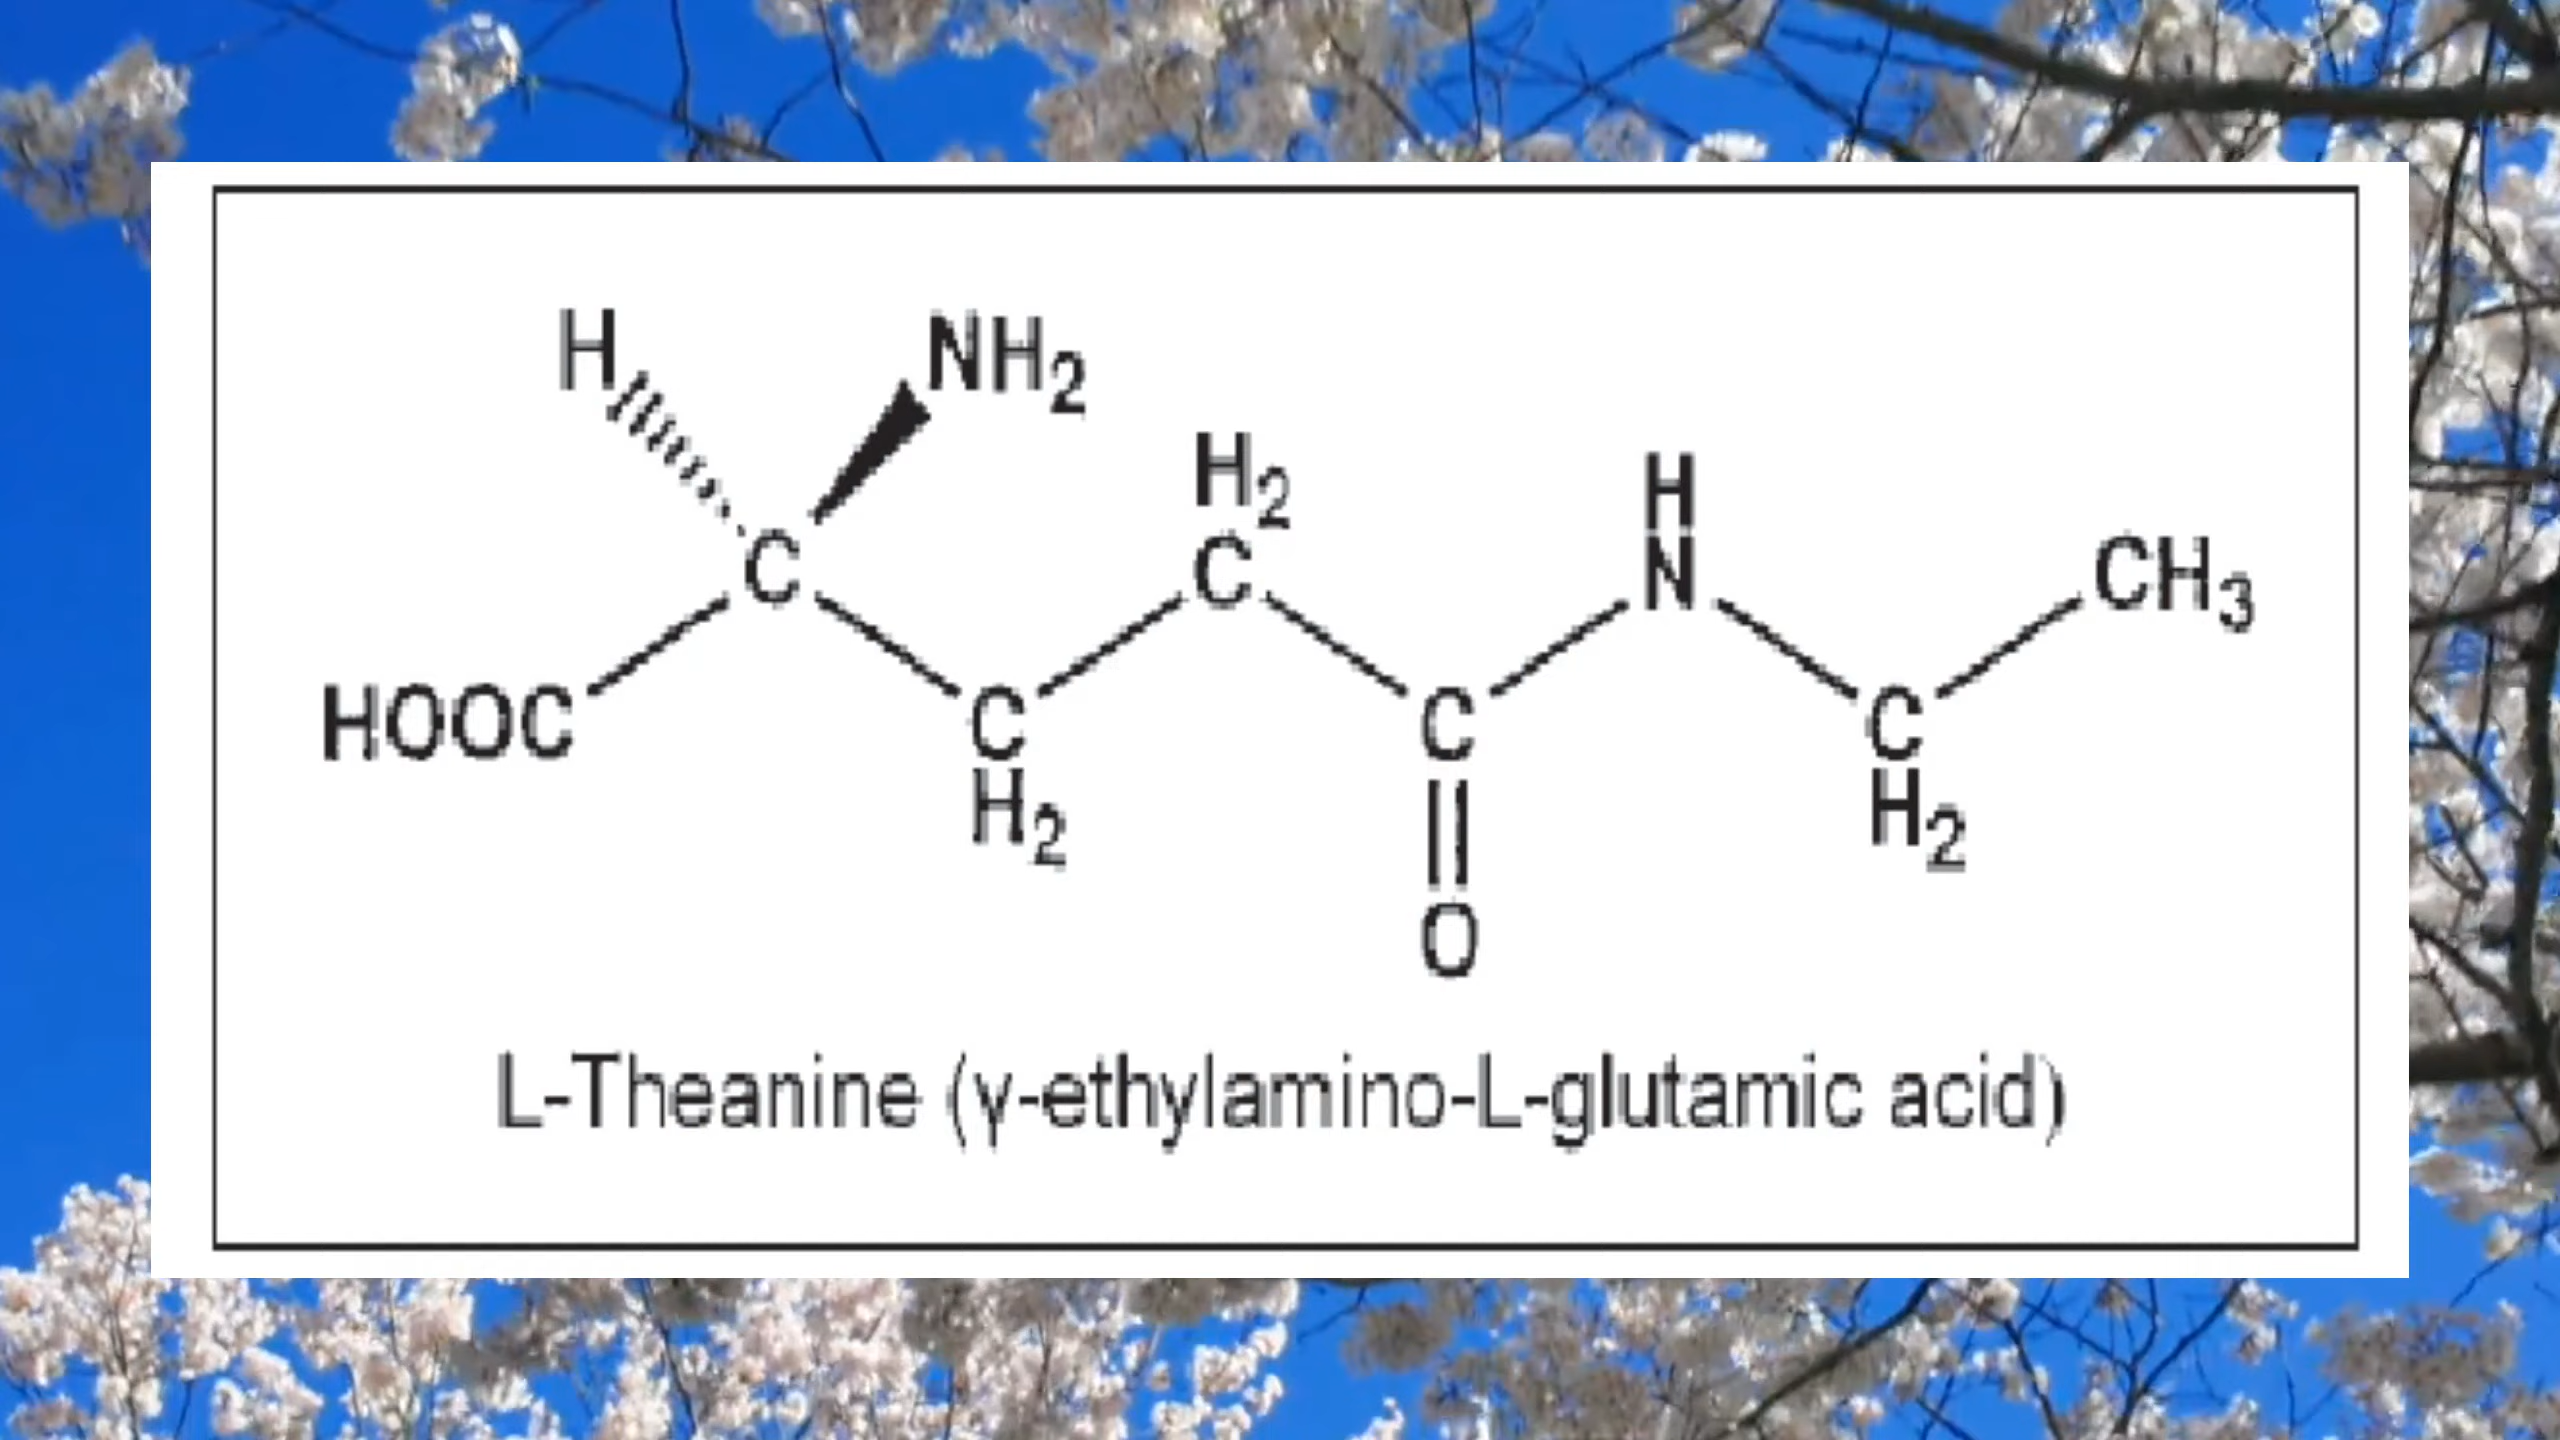 H NH2
H2 H
C C N CH3
HOOC C C C
H2 H2
O
L-Theanine (γ-ethylamino-L-glutamic acid)